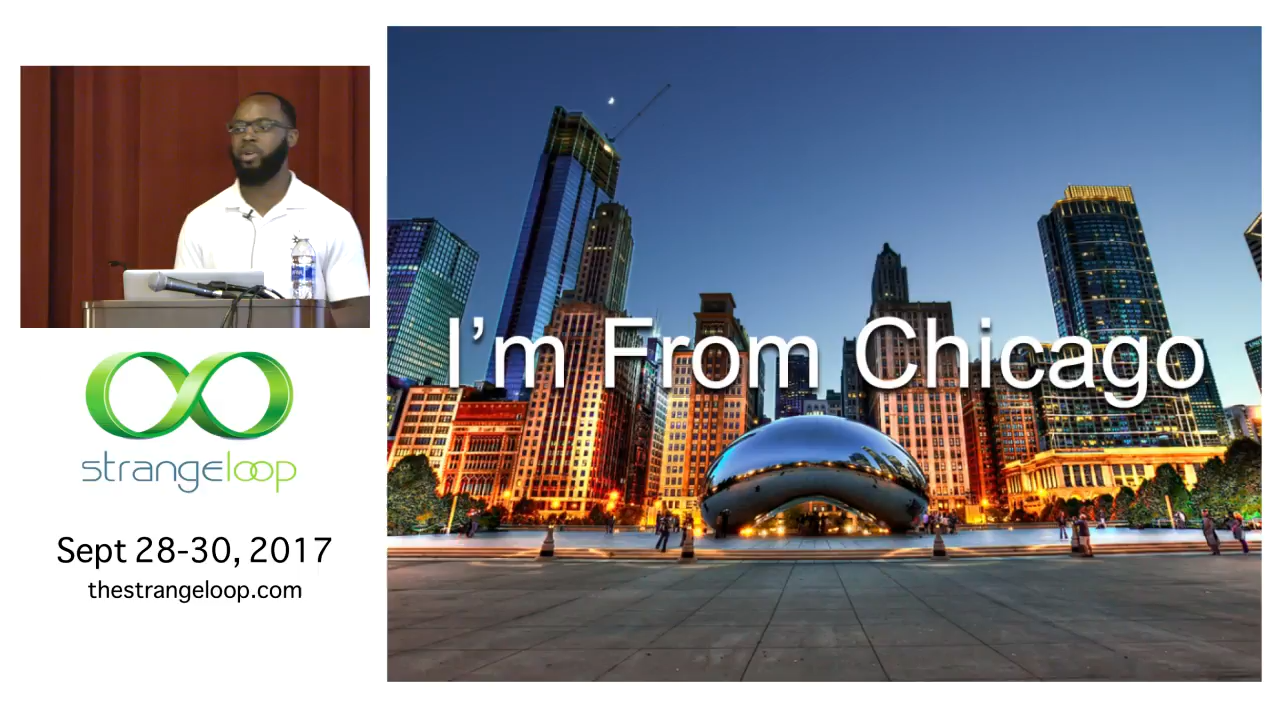 strangeloop
Sept 28-30, 2017
thestrangeloop.com
I'm From Chicago